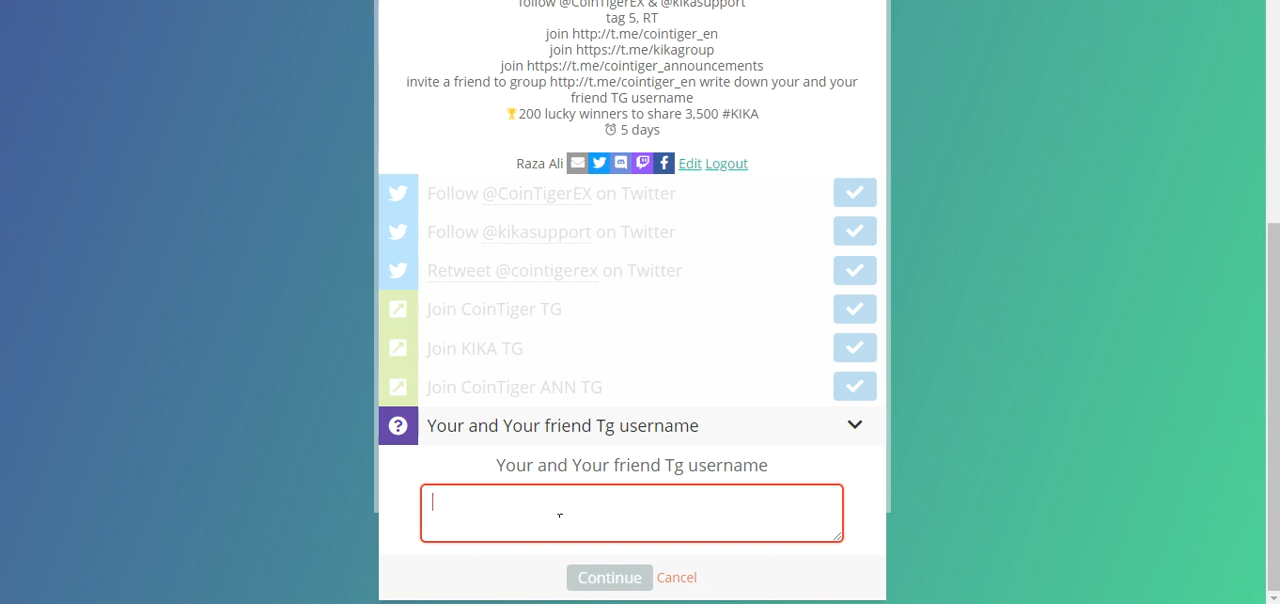 follow @CoinTigerEX & @kikasupport
tag 5, RT
join http://t.me/cointiger_en
join https://t.me/kikagroup
join https://t.me/cointiger_announcements
invite a friend to group http://t.me/cointiger_en write down your and your
friend TG username
🏆200 lucky winners to share 3,500 #KIKA
⏰ 5 days
Raza Ali Edit Logout
Follow @CoinTigerEX on Twitter
Follow @kikasupport on Twitter
Retweet @cointigerex on Twitter
Join CoinTiger TG
Join KIKA TG
Join CoinTiger ANN TG
Your and Your friend Tg username
Your and Your friend Tg username
Continue Cancel